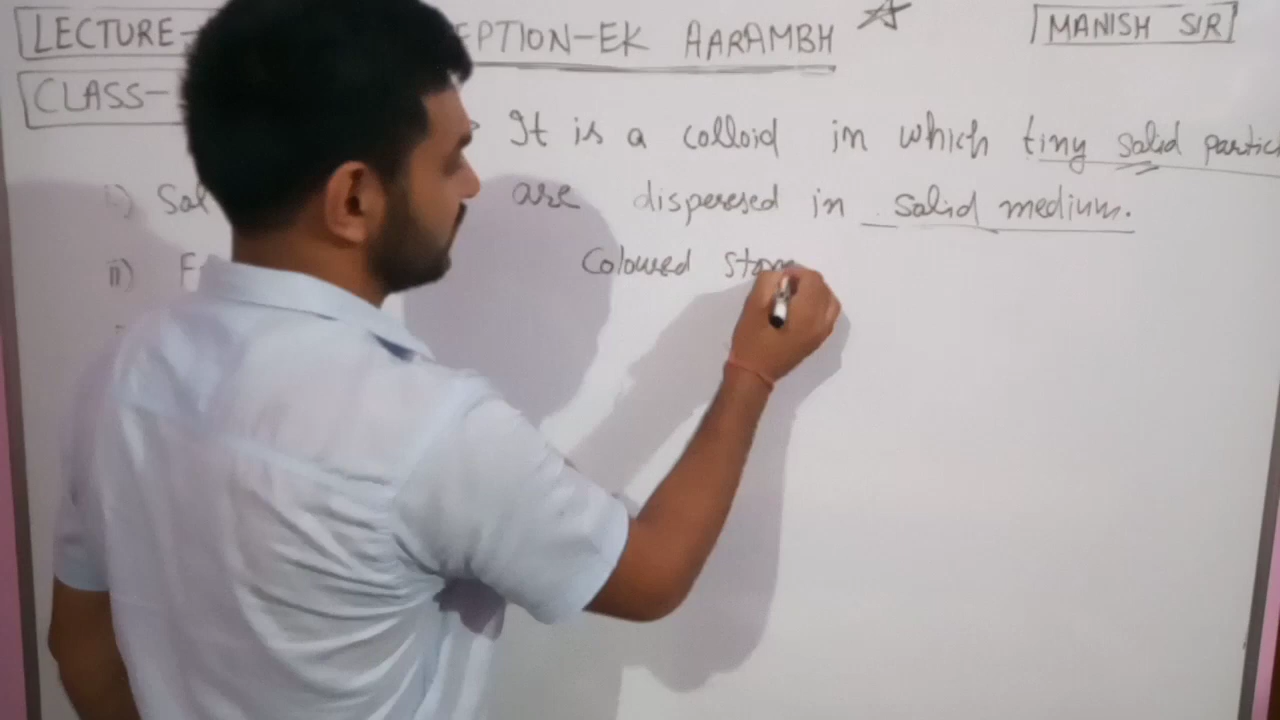 LECTURE- EPTION-EK AARAMBH MANISH SIR
CLASS-
It is a colloid in which tiny solid partic
i) Sol are dispersed in solid medium.
ii) Coloured